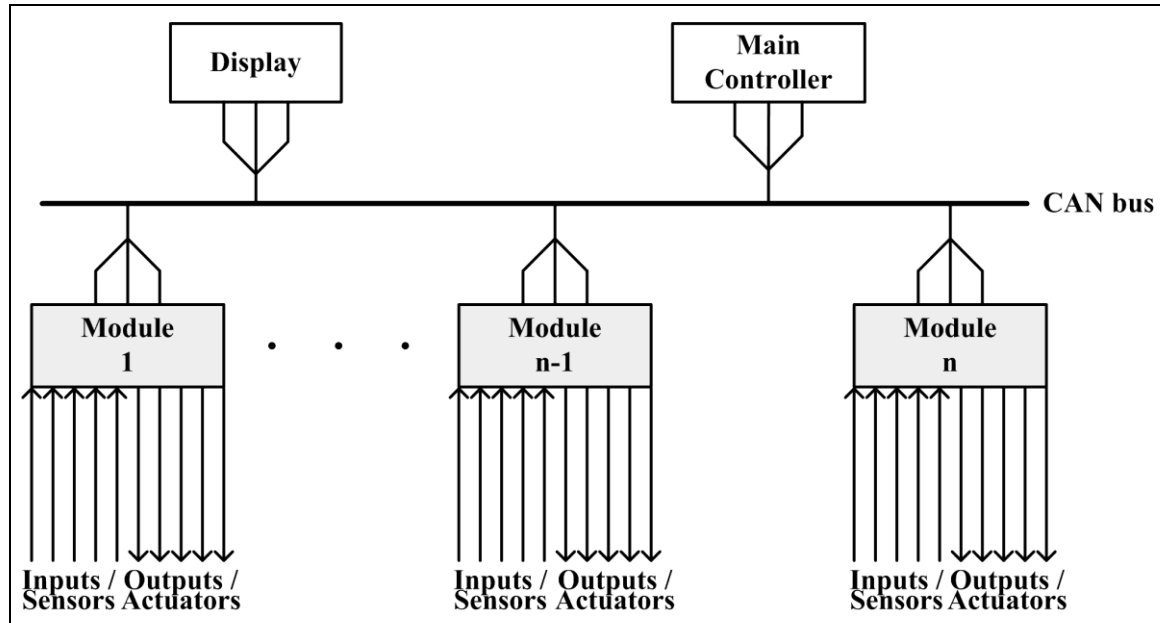 Display
Main
Controller
CAN bus
Module
1
Module
n-1
Module
n
. . .
Inputs / Outputs /
Sensors Actuators
Inputs / Outputs /
Sensors Actuators
Inputs / Outputs /
Sensors Actuators